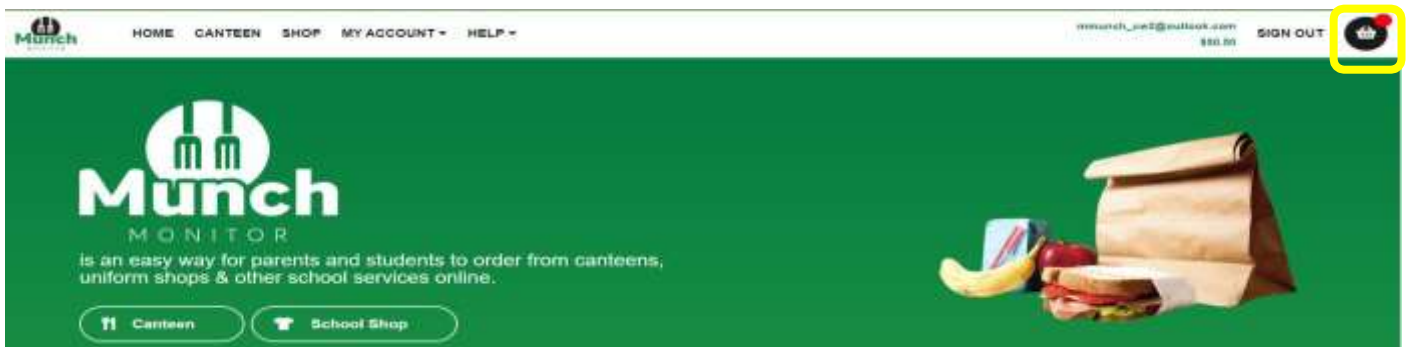 Munch
HOME CANTEEN SHOP MY ACCOUNT HELP
SIGN OUT
Munch
MONITOR
is an easy way for parents and students to order from canteens,
uniform shops & other school services online.
Canteen
School Shop